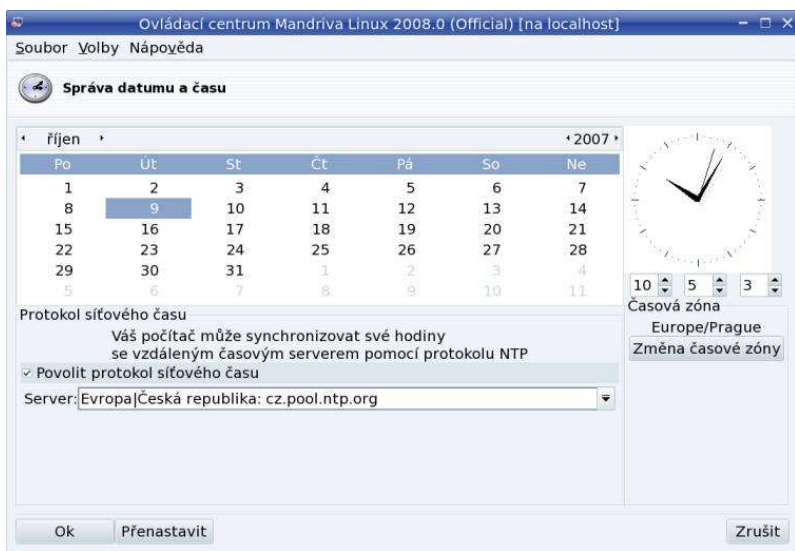 Ovládací centrum Mandriva Linux 2008.0 (Official) [na localhost]
Soubor Volby Nápověda
Správa datumu a času
říjen 2007
Po Út St Čt Pá So Ne
1 2 3 4 5 6 7
8 9 10 11 12 13 14
15 16 17 18 19 20 21
22 23 24 25 26 27 28
29 30 31 1 2 3 4
5 6 7 8 9 10 11
10 5 3
Protokol síťového času
Váš počítač může synchronizovat své hodiny
se vzdáleným časovým serverem pomocí protokolu NTP
Povolit protokol síťového času
Server: Evropa|Česká republika: cz.pool.ntp.org
Časová zóna
Europe/Prague
Změna časové zóny
Ok Přenastavit Zrušit